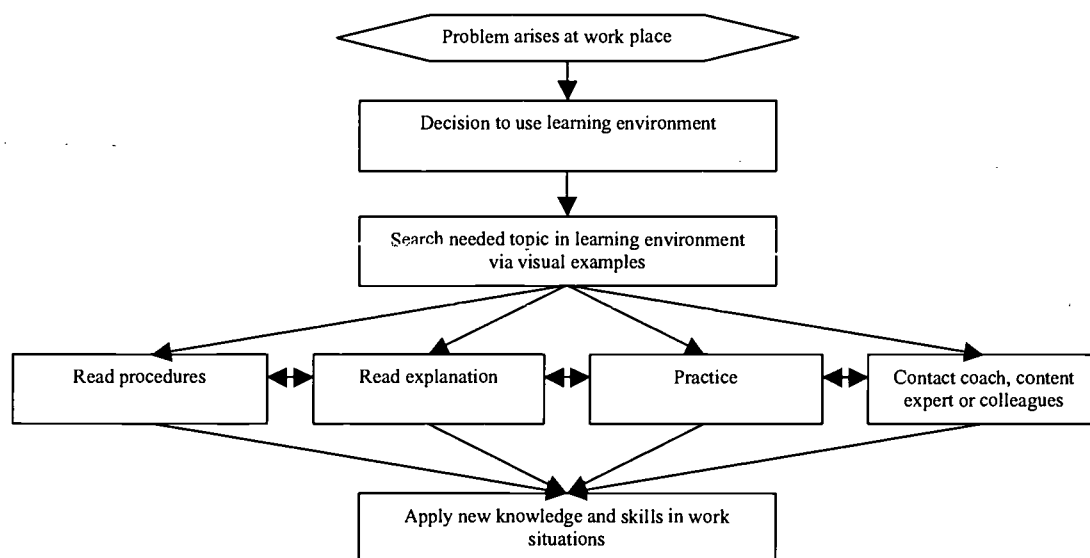 Problem arises at work place
Decision to use learning environment
Search needed topic in learning environment
via visual examples
Read procedures
Read explanation
Practice
Contact coach, content
expert or colleagues
Apply new knowledge and skills in work
situations